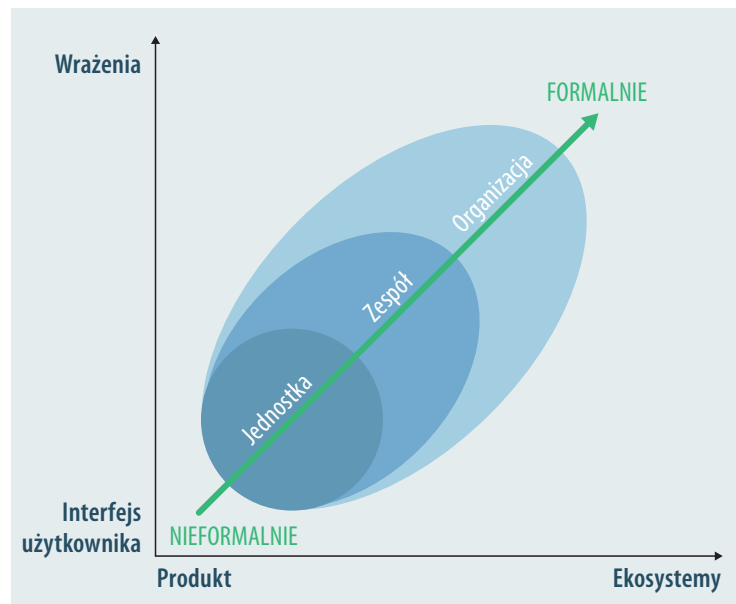 Wrażenia
FORMALNIE
Organizacja
Zespół
Jednostka
Interfejs
użytkownika
NIEFORMALNIE
Produkt
Ekosystemy